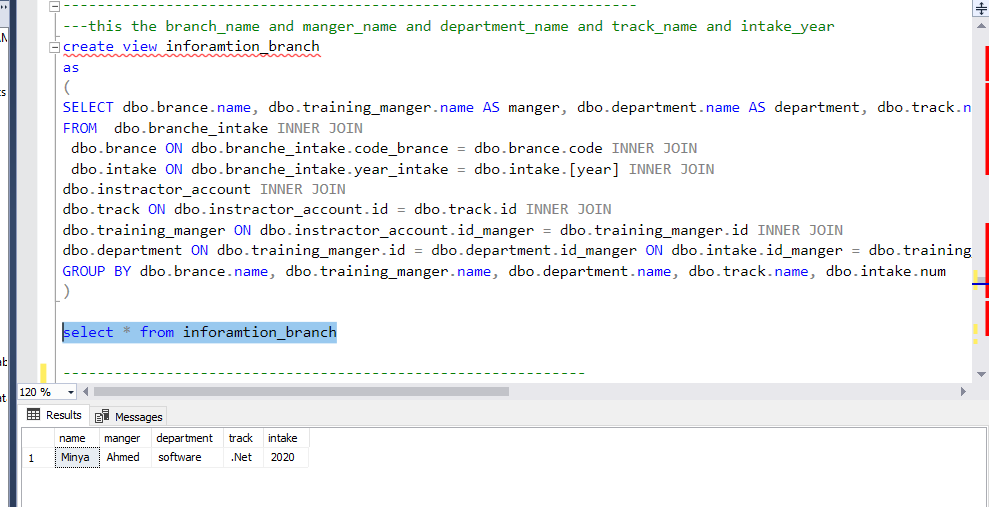 ------------------------------------------------------------------
---this the branch_name and manger_name and department_name and track_name and intake_year
create view inforamtion_branch
as
(
SELECT dbo.brance.name, dbo.training_manger.name AS manger, dbo.department.name AS department, dbo.track.n
FROM  dbo.branche_intake INNER JOIN
 dbo.brance ON dbo.branche_intake.code_brance = dbo.brance.code INNER JOIN
 dbo.intake ON dbo.branche_intake.year_intake = dbo.intake.[year] INNER JOIN
dbo.instractor_account INNER JOIN
dbo.track ON dbo.instractor_account.id = dbo.track.id INNER JOIN
dbo.training_manger ON dbo.instractor_account.id_manger = dbo.training_manger.id INNER JOIN
dbo.department ON dbo.training_manger.id = dbo.department.id_manger ON dbo.intake.id_manger = dbo.training
GROUP BY dbo.brance.name, dbo.training_manger.name, dbo.department.name, dbo.track.name, dbo.intake.num
)
select * from inforamtion_branch
------------------------------------------------------------
120 %
Results Messages
name manger department track intake
1 Minya Ahmed software .Net 2020